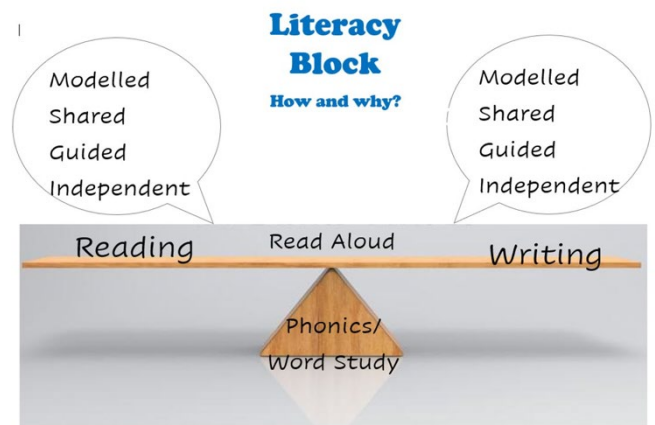 Literacy
Block
How and why?
Modelled
Shared
Guided
Independent
Modelled
Shared
Guided
Independent
Reading
Read Aloud
Writing
Phonics/
Word Study